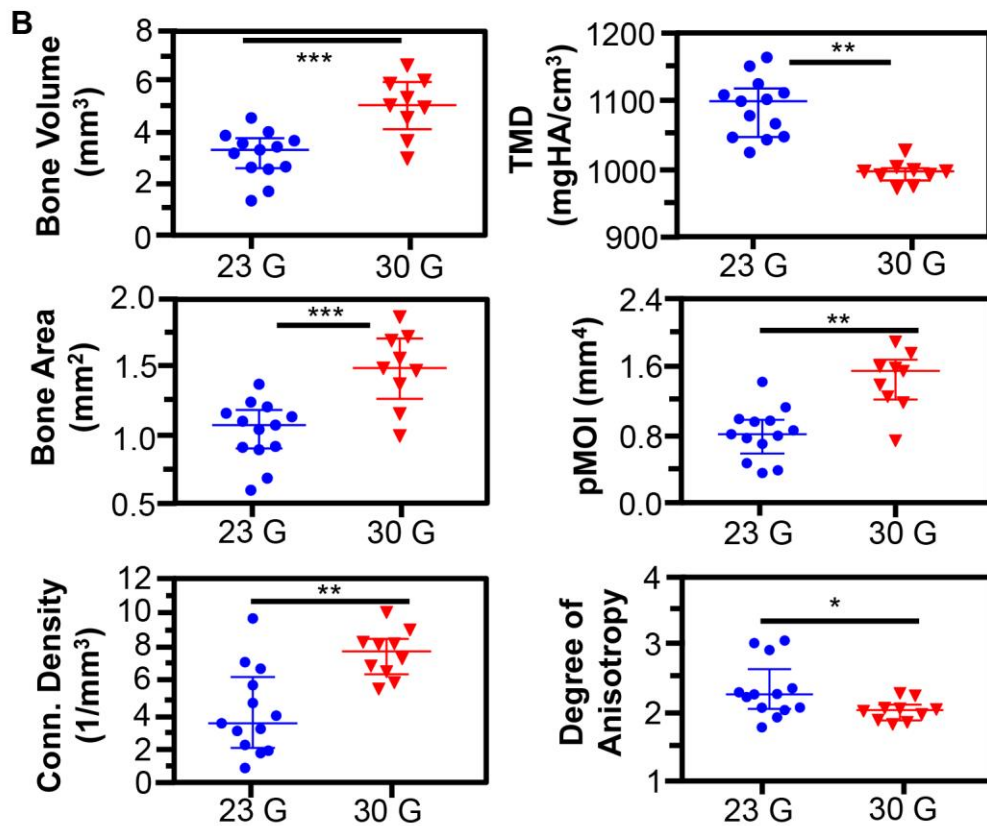 B
Bone Volume
(mm³)
8
6
4
2
0
***
23 G 30 G
TMD
(mgHA/cm³)
1200
1100
1000
900
**
23 G 30 G
Bone Area
(mm²)
2.0
1.5
1.0
0.5
***
23 G 30 G
pMOI (mm⁴)
2.4
1.6
0.8
0.0
**
23 G 30 G
Conn. Density
(1/mm³)
12
10
8
6
4
2
0
**
23 G 30 G
Degree of
Anisotropy
4
3
2
1
*
23 G 30 G